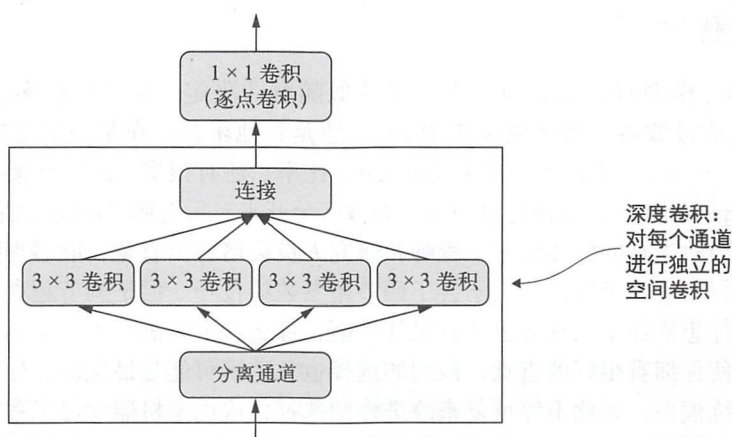 1 × 1 卷积
(逐点卷积)
连接
3 × 3 卷积
3 × 3 卷积
3 × 3 卷积
3 × 3 卷积
分离通道
深度卷积：
对每个通道
进行独立的
空间卷积